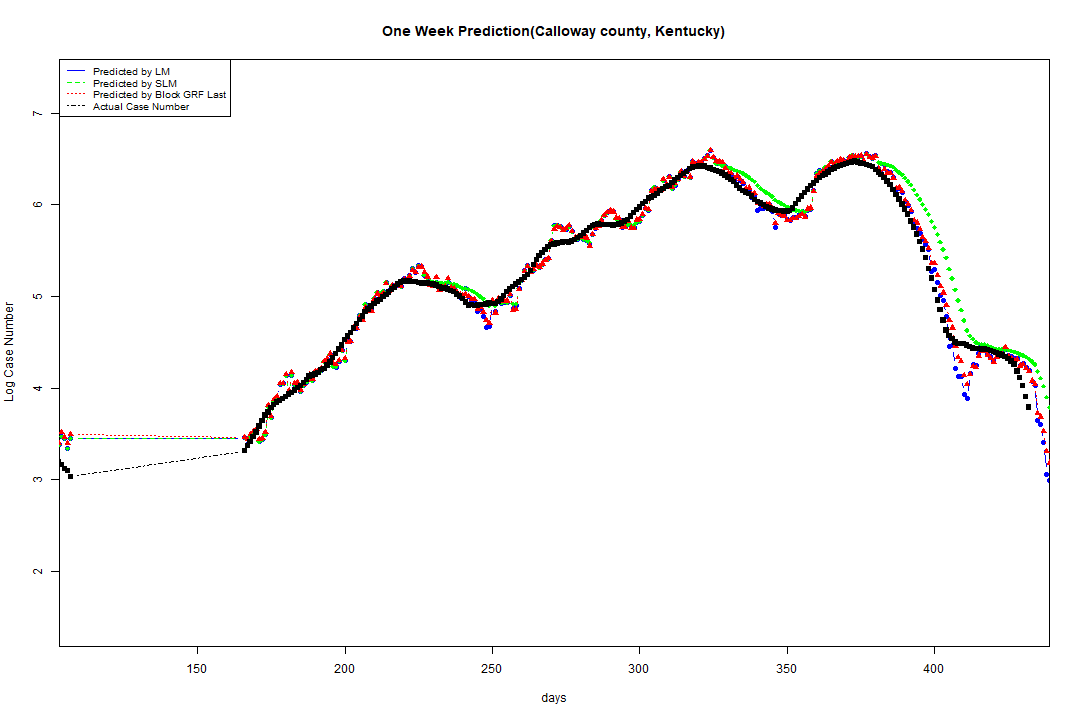 One Week Prediction(Calloway county, Kentucky)
Predicted by LM
Predicted by SLM
Predicted by Block GRF Last
Actual Case Number
7
6
5
4
3
2
Log Case Number
150 200 250 300 350 400
days